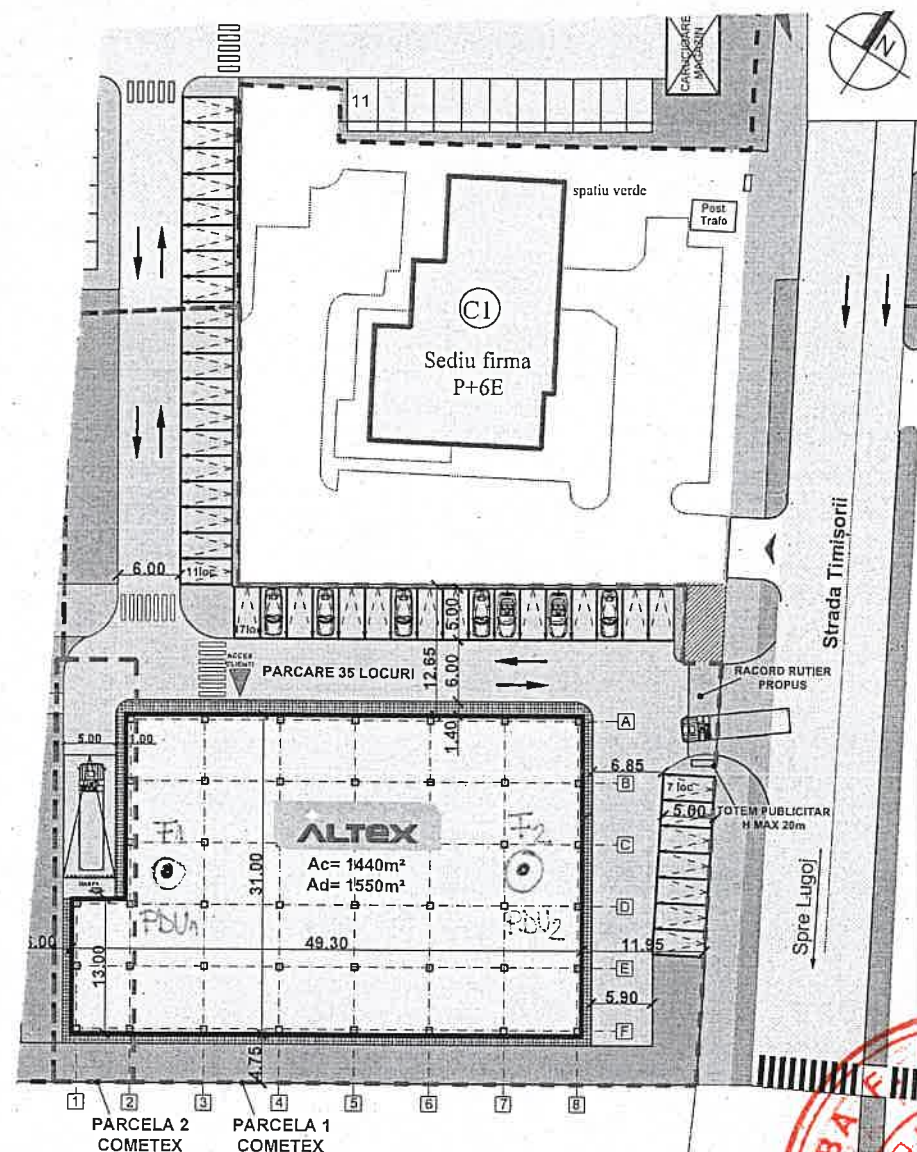 CARUCIOARE
MAGAZIN
N
11
spatiu verde
Post
Trafo
C1
Sediu firma
P+6E
Strada Timisorii
6.00
11loc
17loc
5.00
12.65
6.00
ACCES
CLIENTI
PARCARE 35 LOCURI
RACORD RUTIER
PROPUS
1.40
A
5.00
1.00
B
6.85
7 loc
5.00
TOTEM PUBLICITAR
H MAX 20m
F1
ALTEX
F2
C
Ac= 1440m²
Ad= 1550m²
31.00
D
PDU1
PDU2
Spre Lugoj
49.30
11.95
13.00
E
5.90
F
4.75
1
2
3
4
5
6
7
8
PARCELA 2
COMETEX
PARCELA 1
COMETEX